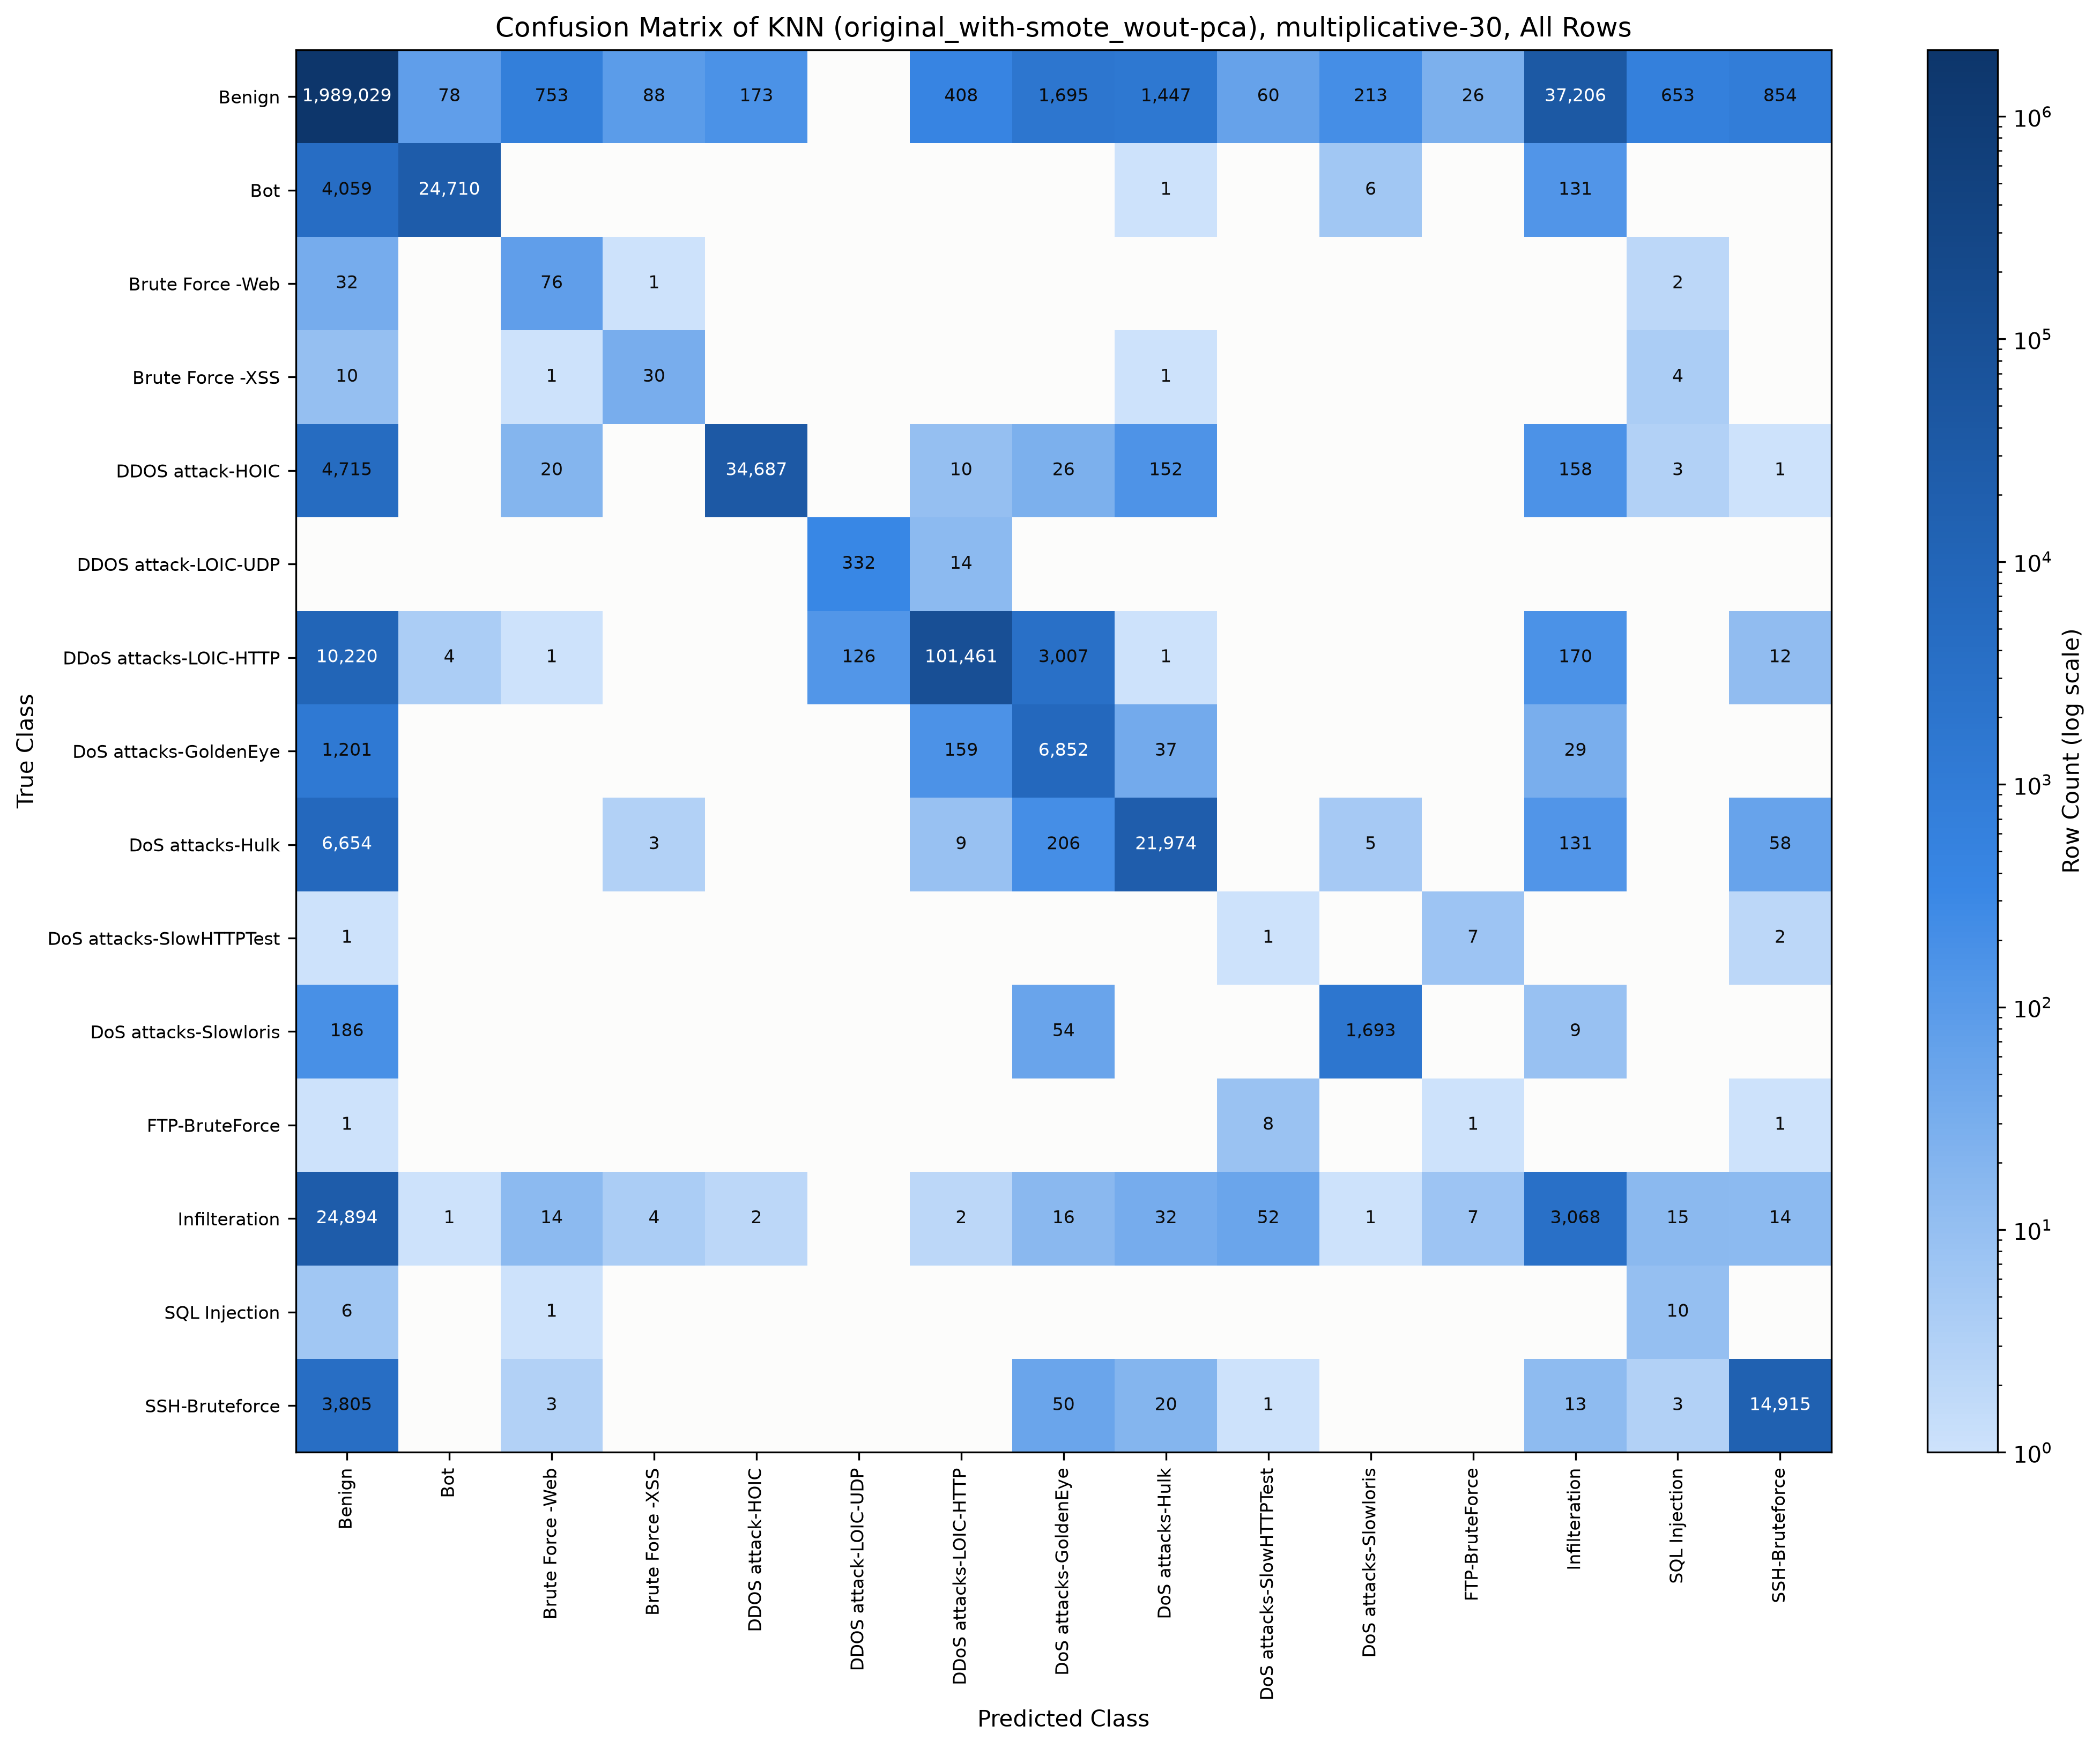 Confusion Matrix of KNN (original_with-smote_wout-pca), multiplicative-30, All Rows
Benign 1,989,029 78 753 88 173 408 1,695 1,447 60 213 26 37,206 653 854
Bot 4,059 24,710 1 6 131
Brute Force -Web 32 76 1 2
Brute Force -XSS 10 1 30 1 4
DDOS attack-HOIC 4,715 20 34,687 10 26 152 158 3 1
DDOS attack-LOIC-UDP 332 14
DDoS attacks-LOIC-HTTP 10,220 4 1 126 101,461 3,007 1 170 12
DoS attacks-GoldenEye 1,201 159 6,852 37 29
DoS attacks-Hulk 6,654 3 9 206 21,974 5 131 58
DoS attacks-SlowHTTPTest 1 1 7 2
DoS attacks-Slowloris 186 54 1,693 9
FTP-BruteForce 1 8 1 1
Infilteration 24,894 1 14 4 2 2 16 32 52 1 7 3,068 15 14
SQL Injection 6 1 10
SSH-Bruteforce 3,805 3 50 20 1 13 3 14,915
True Class
Benign
Bot
Brute Force -Web
Brute Force -XSS
DDOS attack-HOIC
DDOS attack-LOIC-UDP
DDoS attacks-LOIC-HTTP
DoS attacks-GoldenEye
DoS attacks-Hulk
DoS attacks-SlowHTTPTest
DoS attacks-Slowloris
FTP-BruteForce
Infilteration
SQL Injection
SSH-Bruteforce
Predicted Class
10⁶
10⁵
10⁴
10³
10²
10¹
10⁰
Row Count (log scale)